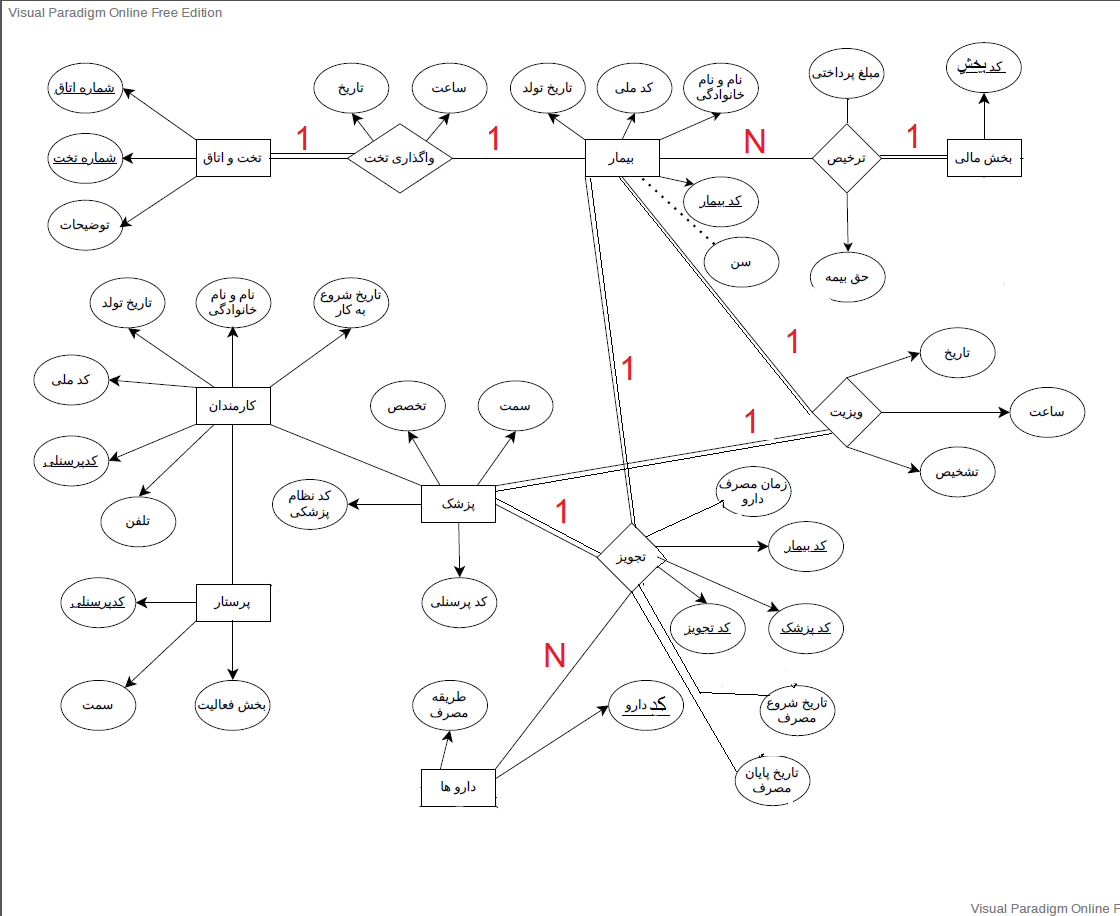 Visual Paradigm Online Free Edition
کد بخش
مبلغ پرداختی
نام و نام
خانوادگی
کد ملی
تاریخ تولد
ساعت
تاریخ
شماره اتاق
1
N
1
1
بخش مالی
ترخیص
بیمار
واگذاری تخت
تخت و اتاق
شماره تخت
کد بیمار
توضیحات
سن
حق بیمه
تاریخ شروع
به کار
نام و نام
خانوادگی
تاریخ تولد
1
تاریخ
1
کد ملی
کارمندان
تخصص
سمت
ویزیت
ساعت
1
کدپرسنلی
تشخیص
زمان مصرف
دارو
پزشک
کد نظام
پزشکی
1
تلفن
تجویز
کد بیمار
کدپرسنلی
پرستار
کد پرسنلی
کد تجویز
کد پزشک
N
سمت
بخش فعالیت
طریقه
مصرف
کد دارو
تاریخ شروع
مصرف
دارو ها
تاریخ پایان
مصرف
Visual Paradigm Online F